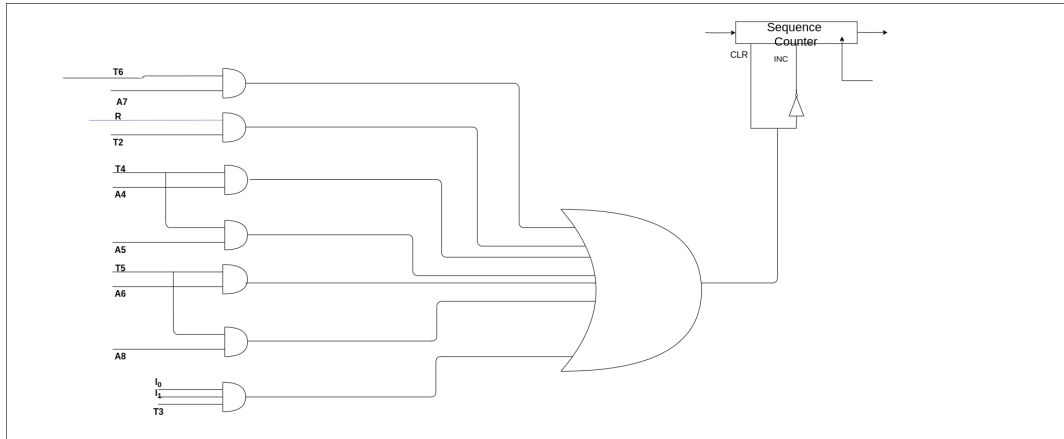 Sequence
Counter
CLR
INC
T6
A7
R
T2
T4
A4
A5
T5
A6
A8
I0
I1
T3